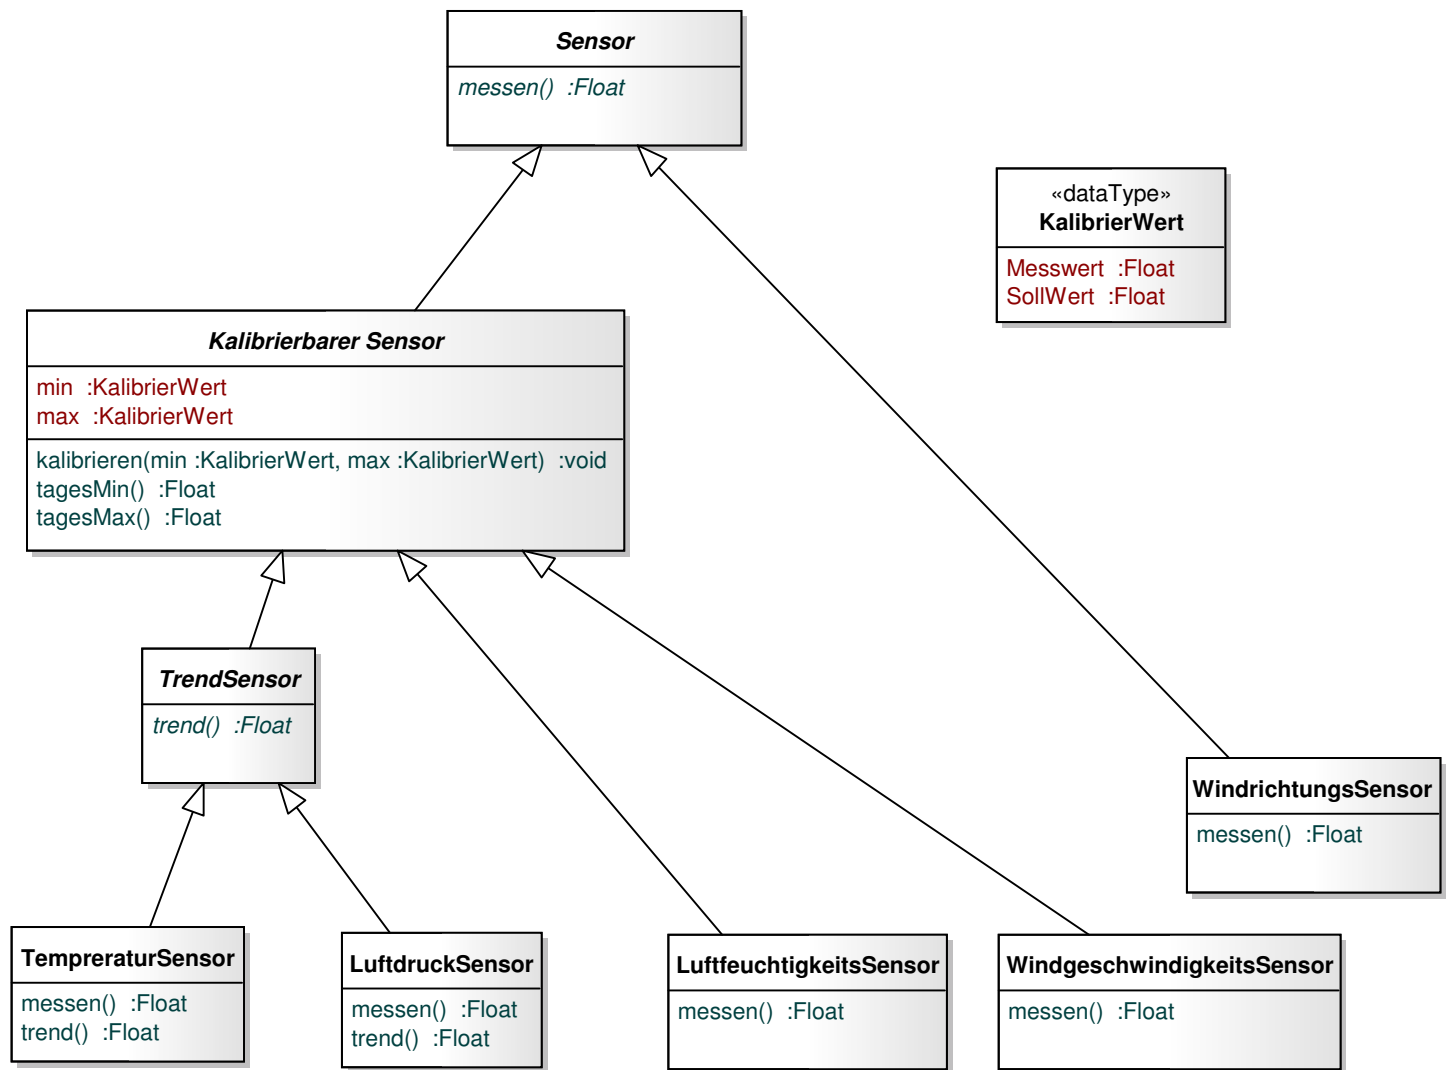 Sensor
messen() :Float
«dataType»
KalibrierWert
Messwert :Float
SollWert :Float
Kalibrierbarer Sensor
min :KalibrierWert
max :KalibrierWert
kalibrieren(min :KalibrierWert, max :KalibrierWert) :void
tagesMin() :Float
tagesMax() :Float
TrendSensor
trend() :Float
WindrichtungsSensor
messen() :Float
TempreraturSensor
messen() :Float
trend() :Float
LuftdruckSensor
messen() :Float
trend() :Float
LuftfeuchtigkeitsSensor
messen() :Float
WindgeschwindigkeitsSensor
messen() :Float